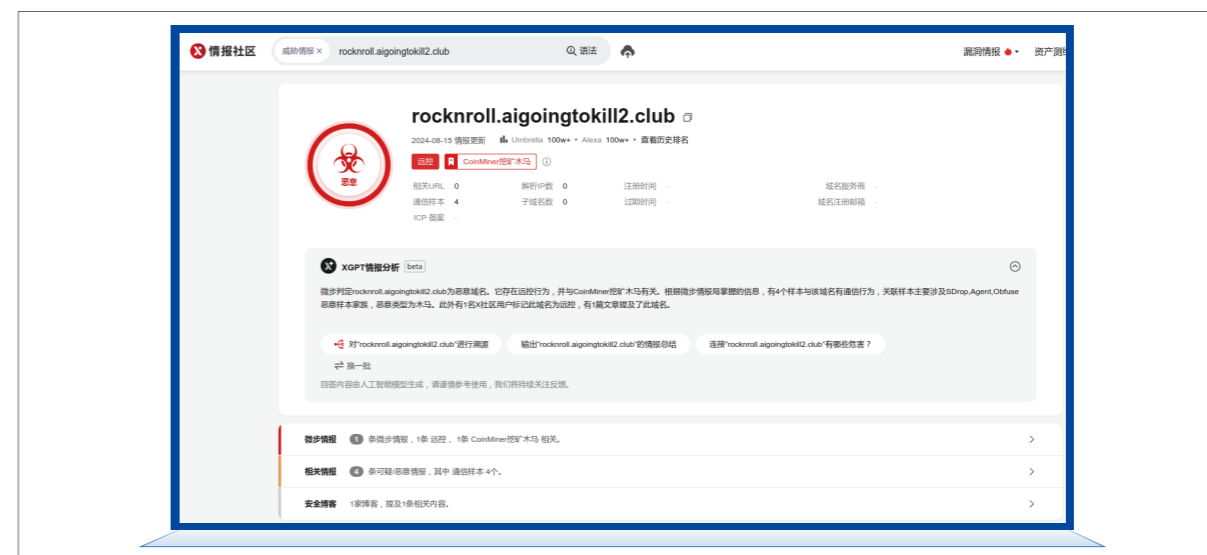 情报社区 威胁情报 × rocknroll.aigoingtokill2.club 语法 漏洞情报 资产测绘
rocknroll.aigoingtokill2.club
2024-08-15 情报更新 Umbrella 100w+ • Alexa 100w+ • 查看历史排名
恶意
远控 CoinMiner挖矿木马
相关URL 0 解析IP数 0 注册时间 - 域名服务商 -
通信样本 4 子域名数 0 过期时间 - 域名注册邮箱 -
ICP 备案 -
XGPT情报分析 beta
微步判定rocknroll.aigoingtokill2.club为恶意域名。它存在远控行为，并与CoinMiner挖矿木马有关。根据微步情报局掌握的信息，有4个样本与该域名有通信行为，关联样本主要涉及SDrop,Agent,Obfuse
恶意样本家族，恶意类型为木马。此外有1名X社区用户标记此域名为远控，有1篇文章提及了此域名。
对"rocknroll.aigoingtokill2.club"进行溯源 输出"rocknroll.aigoingtokill2.club"的情报总结 连接"rocknroll.aigoingtokill2.club"有哪些危害？
换一批
回答内容由人工智能模型生成，请谨慎参考使用，我们将持续关注反馈。
微步情报 1 条微步情报，1条 远控 、1条 CoinMiner挖矿木马 相关。
相关情报 4 条可疑/恶意情报，其中 通信样本 4个。
安全博客 1家博客，提及1条相关内容。